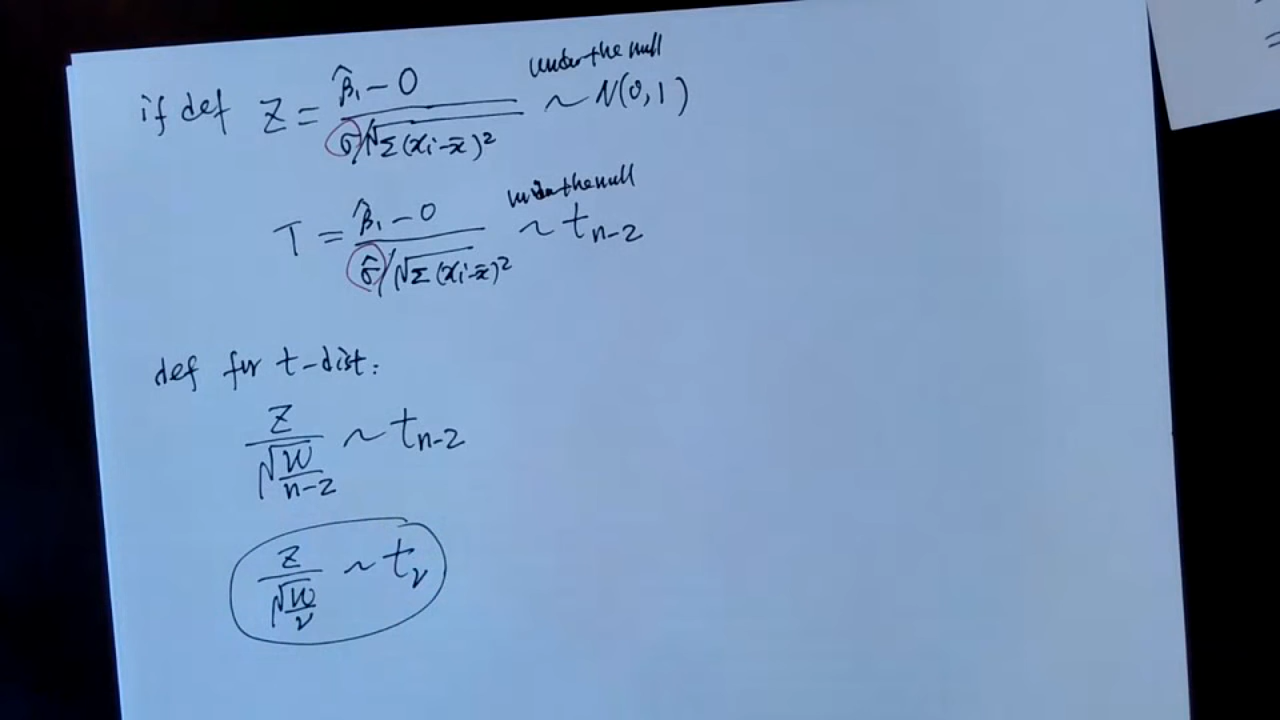 if def Z = β̂₁ − 0 / σ/√Σ(xᵢ−x̄)² ~ N(0,1) under the null
T = β̂₁ − 0 / σ̂/√Σ(xᵢ−x̄)² ~ tₙ₋₂ under the null
def for t-dist:
Z / √(W/n−2) ~ tₙ₋₂
Z / √(W/ν) ~ t_ν